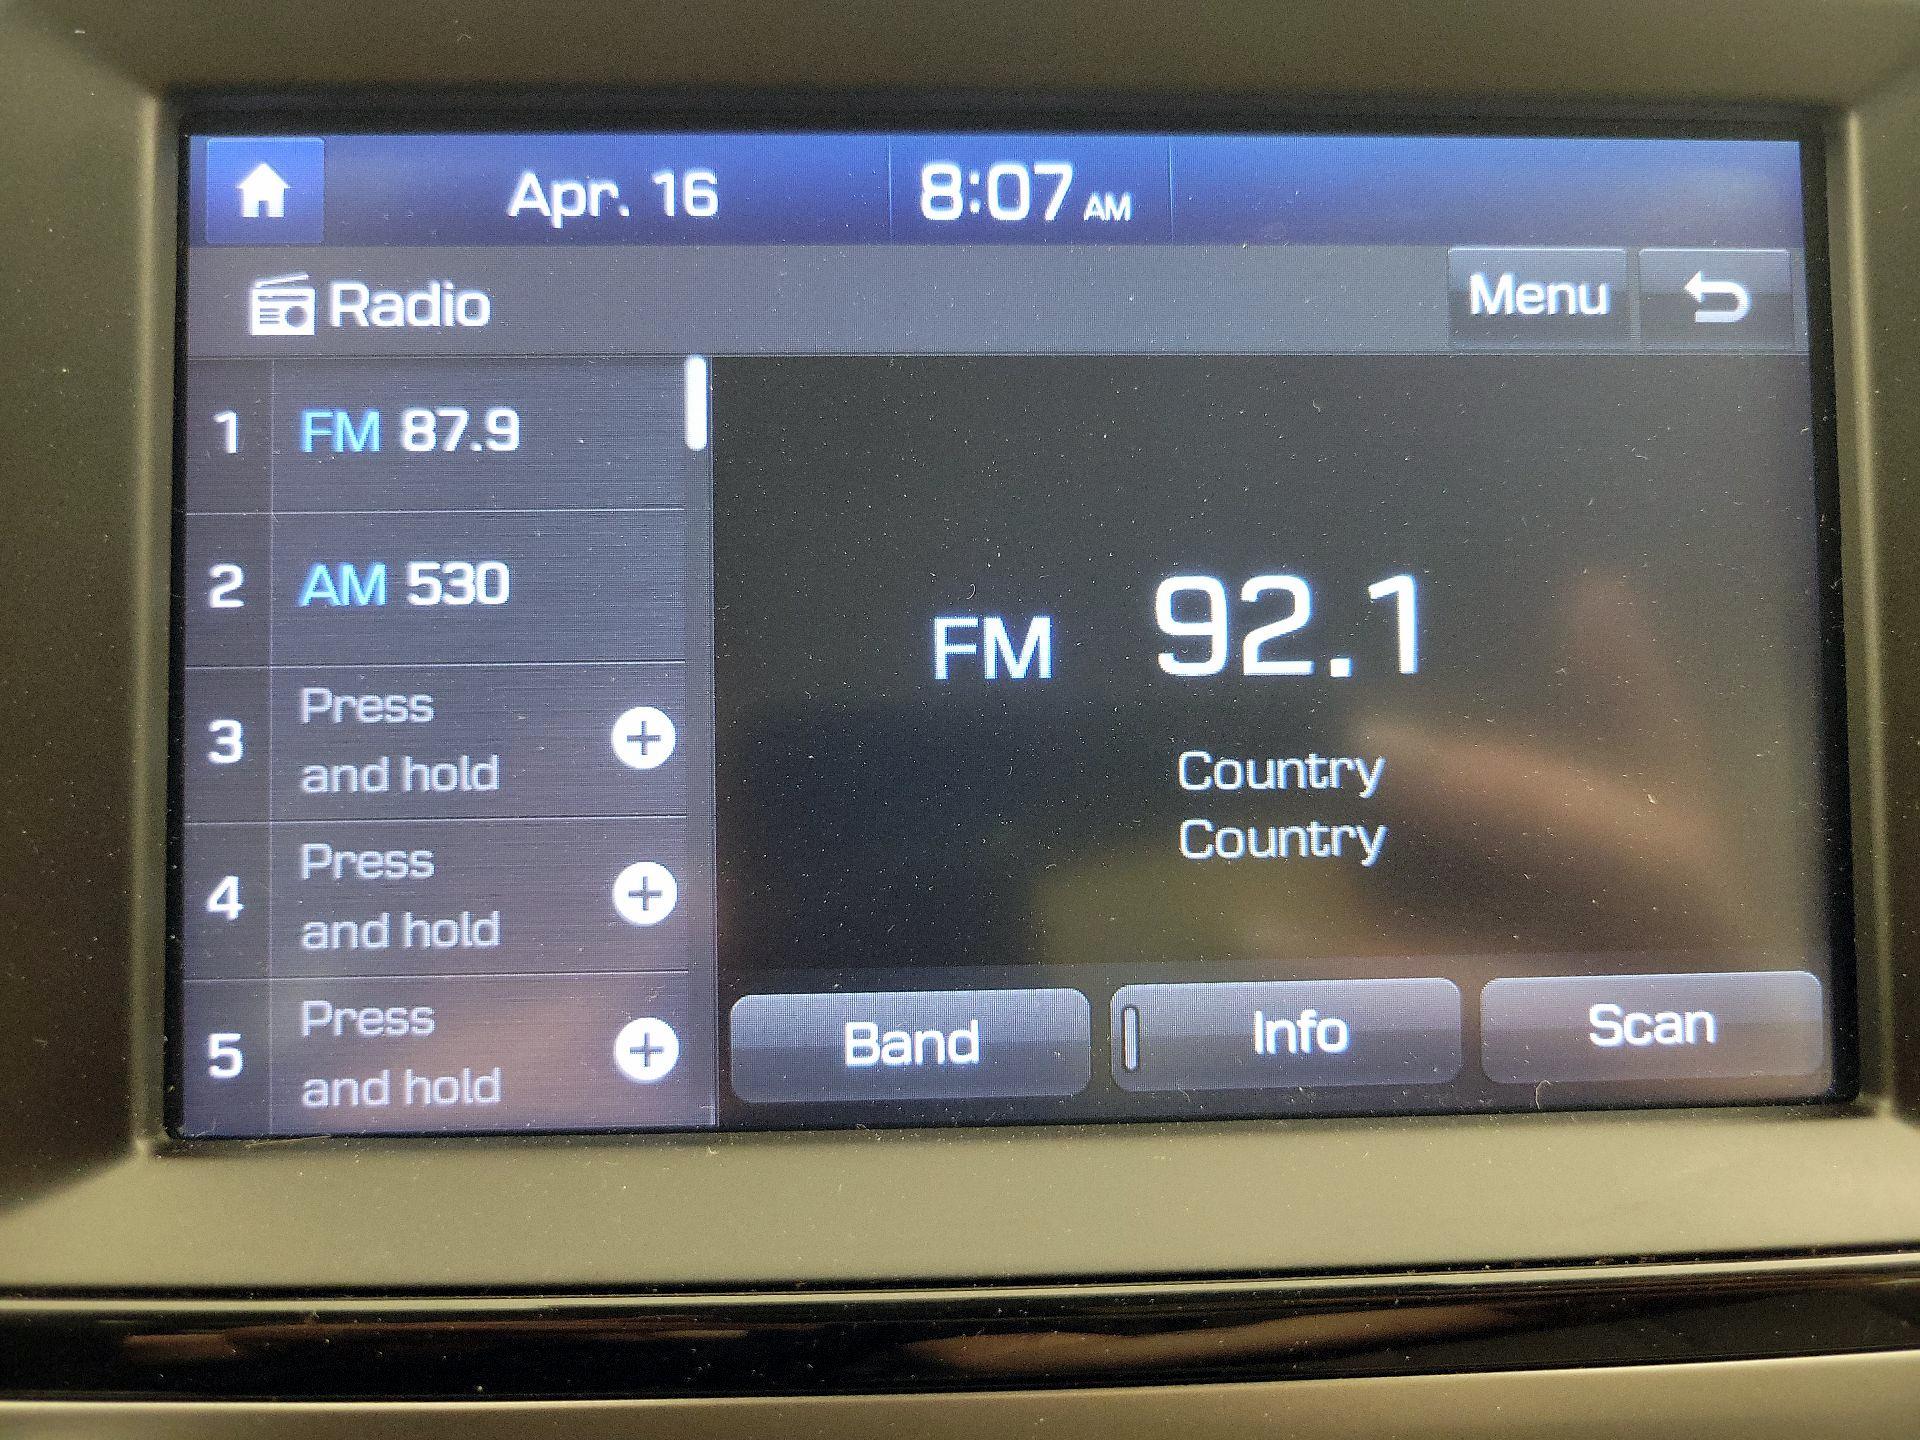 Apr. 16 8:07 AM
Radio Menu
1 FM 87.9
2 AM 530
3 Press
and hold
4 Press
and hold
5 Press
and hold
FM 92.1
Country
Country
Band Info Scan